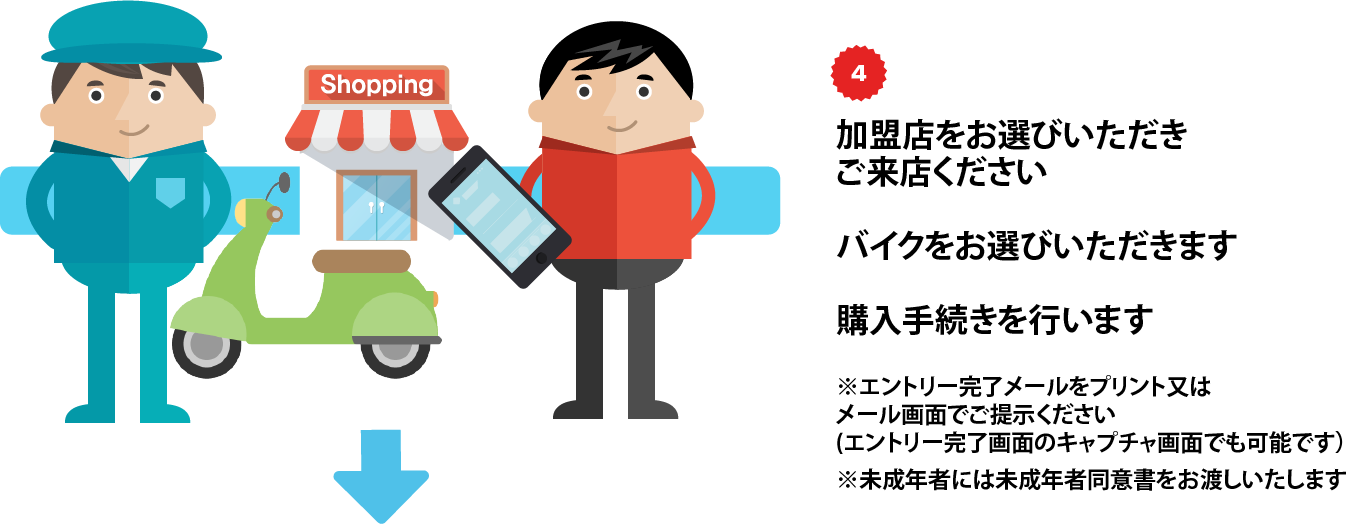 Shopping
4
加盟店をお選びいただき
ご来店ください
バイクをお選びいただきます
購入手続きを行います
※エントリー完了メールをプリント又は
メール画面でご提示ください
(エントリー完了画面のキャプチャ画面でも可能です）
※未成年者には未成年者同意書をお渡しいたします